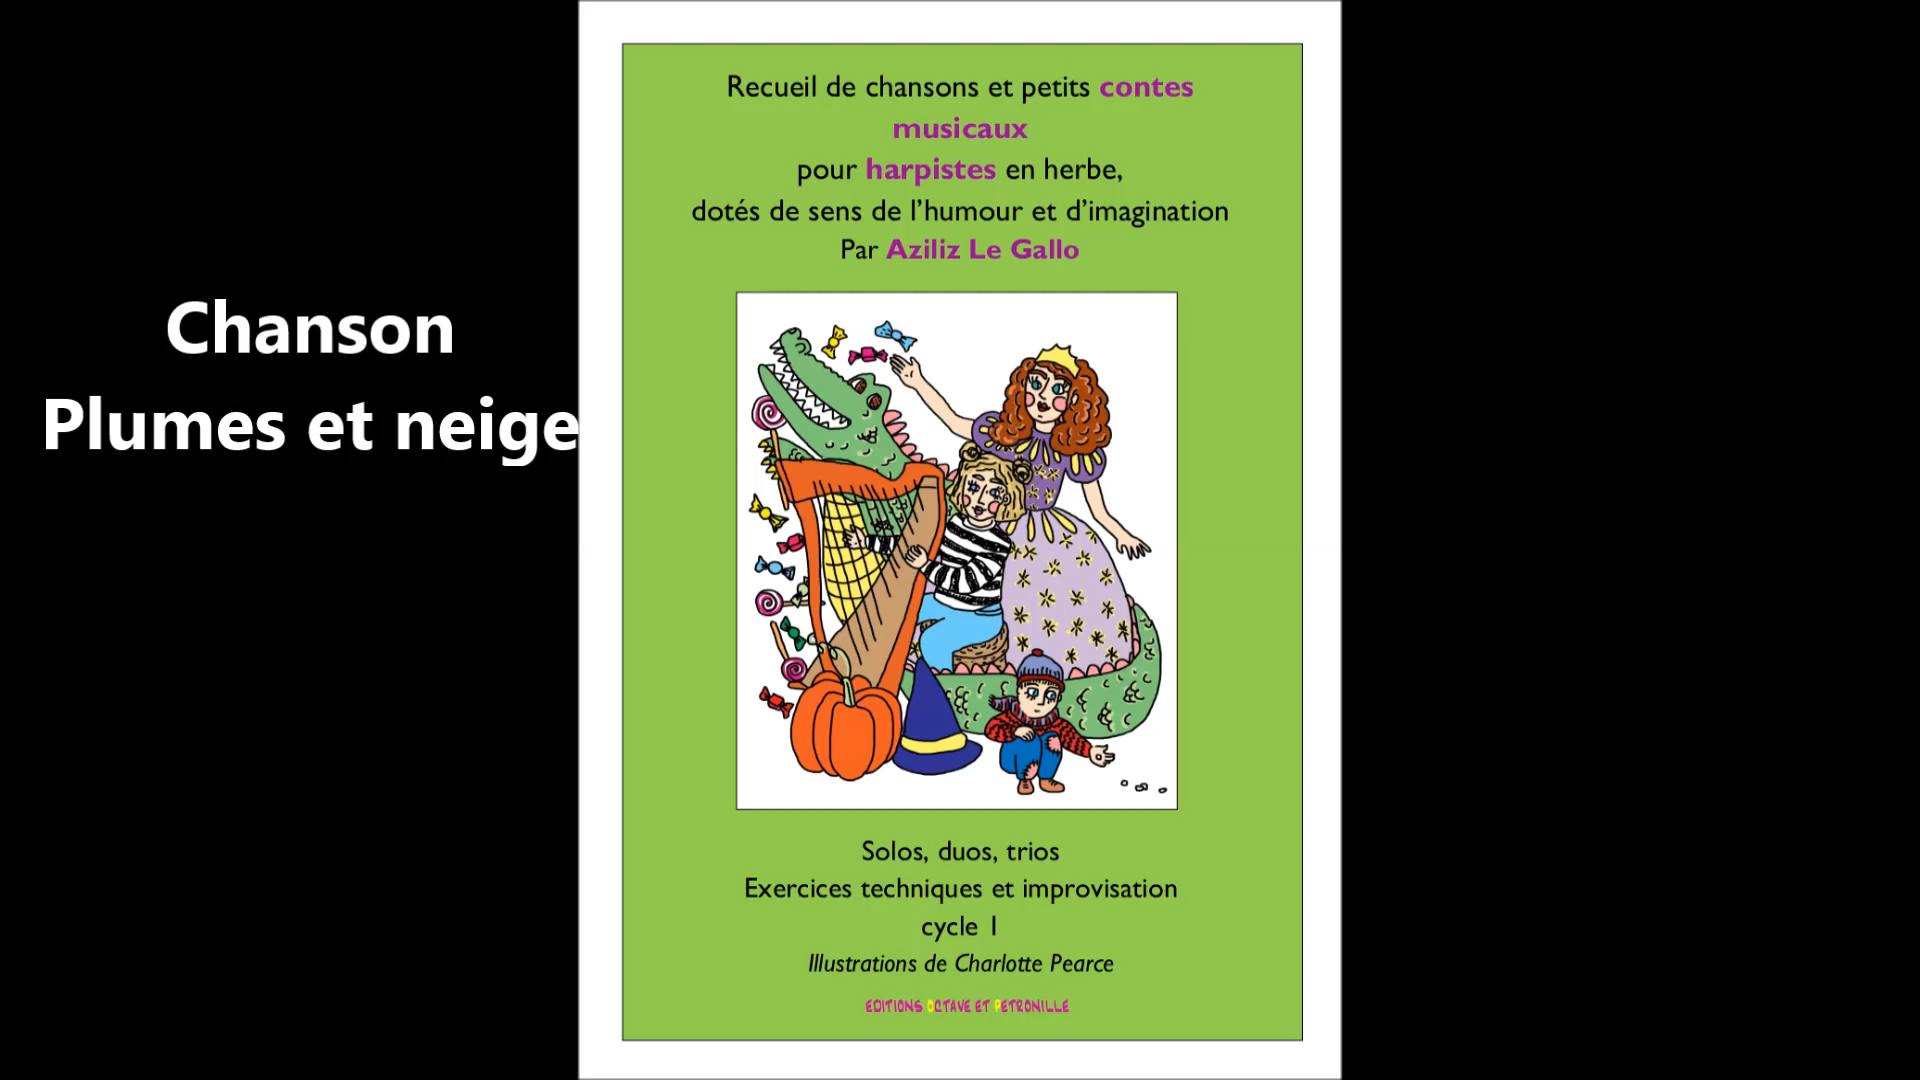 Chanson
Plumes et neige
Recueil de chansons et petits contes
musicaux
pour harpistes en herbe,
dotés de sens de l’humour et d’imagination
Par Aziliz Le Gallo
Solos, duos, trios
Exercices techniques et improvisation
cycle 1
Illustrations de Charlotte Pearce
EDITIONS OCTAVE ET PETRONILLE